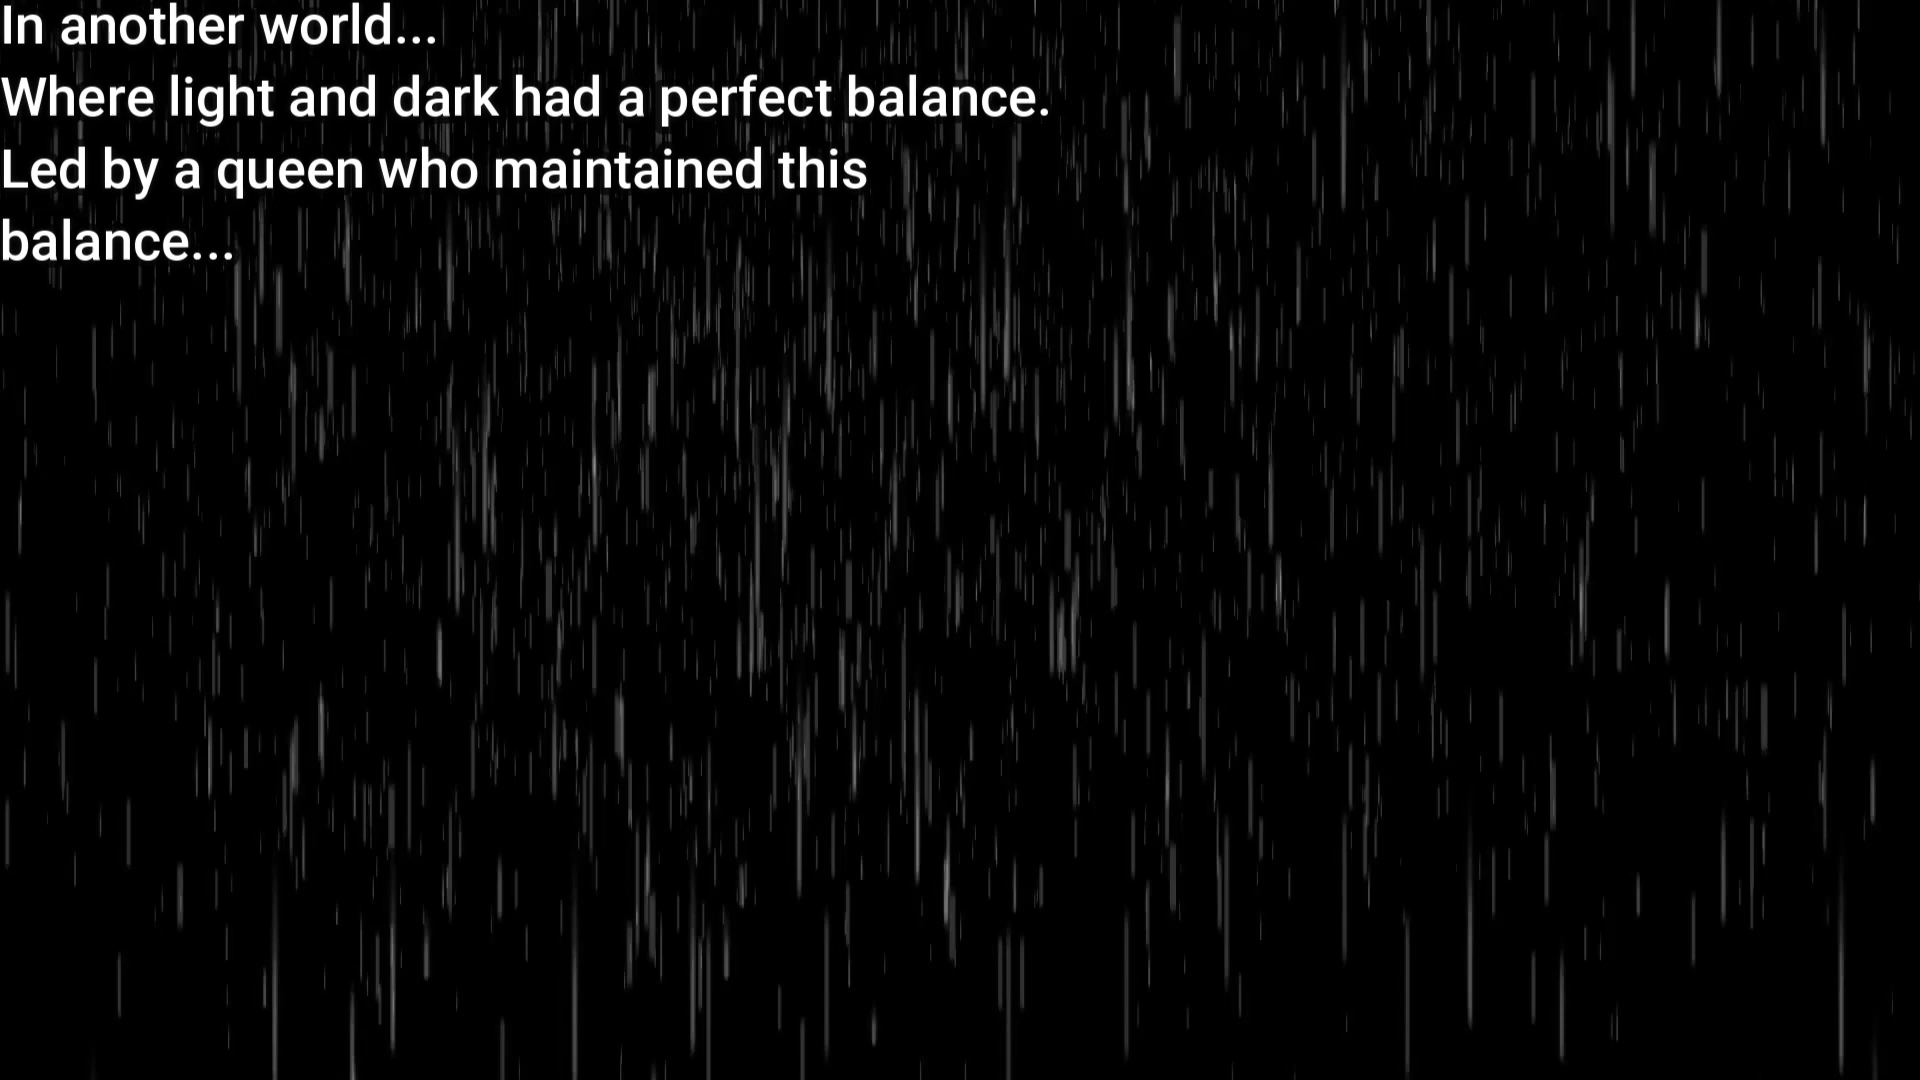 In another world...
Where light and dark had a perfect balance.
Led by a queen who maintained this
balance...